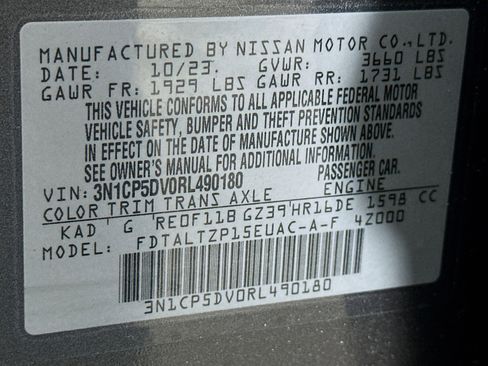 MANUFACTURED BY NISSAN MOTOR CO., LTD.
DATE: 10/23. GVWR: 3660 LBS
GAWR FR: 1929 LBS GAWR RR: 1731 LBS
THIS VEHICLE CONFORMS TO ALL APPLICABLE FEDERAL MOTOR
VEHICLE SAFETY, BUMPER AND THEFT PREVENTION STANDARDS
IN EFFECT ON THE DATE OF MANUFACTURE SHOWN ABOVE.
SEE OWNER'S MANUAL FOR ADDITIONAL INFORMATION.
VIN: 3N1CP5DV0RL490180 PASSENGER CAR.
COLOR TRIM TRANS AXLE ENGINE
KAD G RE0F11B GZ39 HR16DE 1598 CC
MODEL: FDTALTZP15EUAC-A-F 4Z000
3N1CP5DV0RL490180